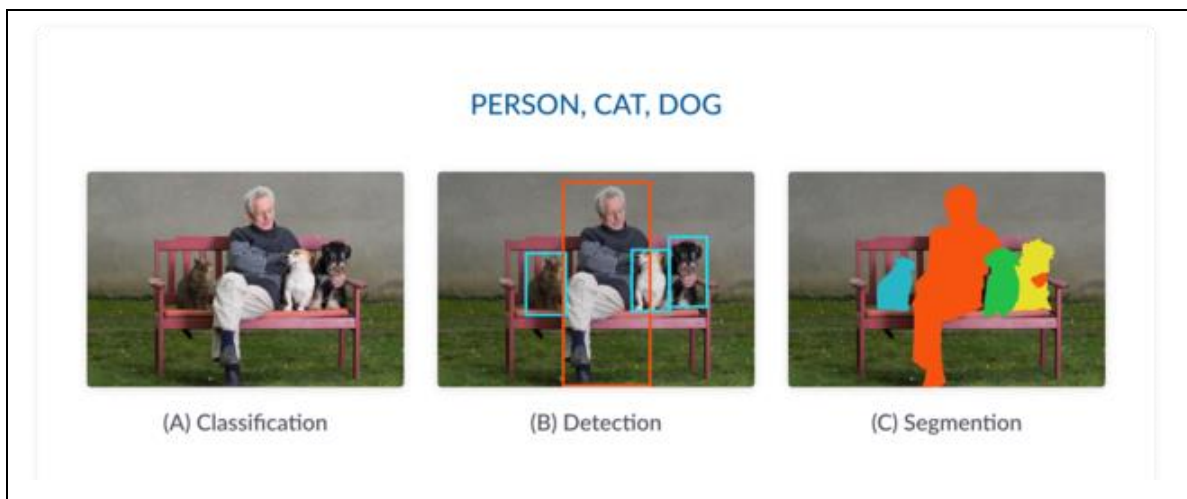 PERSON, CAT, DOG
(A) Classification
(B) Detection
(C) Segmention